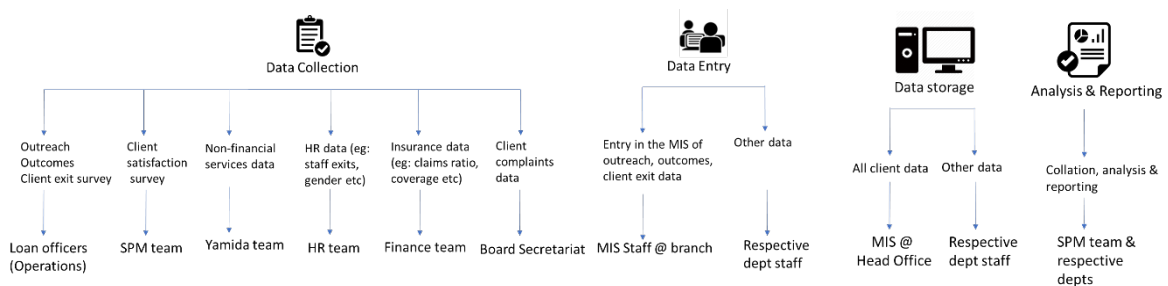 Data Collection
Outreach
Outcomes
Client exit survey
Loan officers
(Operations)
Client
satisfaction
survey
SPM team
Non-financial
services data
Yamida team
HR data (eg:
staff exits,
gender etc)
HR team
Insurance data
(eg: claims ratio,
coverage etc)
Finance team
Client
complaints
data
Board Secretariat
Data Entry
Entry in the MIS of
outreach, outcomes,
client exit data
MIS Staff @ branch
Other data
Respective
dept staff
Data storage
All client data
MIS @
Head Office
Other data
Respective
dept staff
Analysis & Reporting
Collation, analysis &
reporting
SPM team &
respective
depts